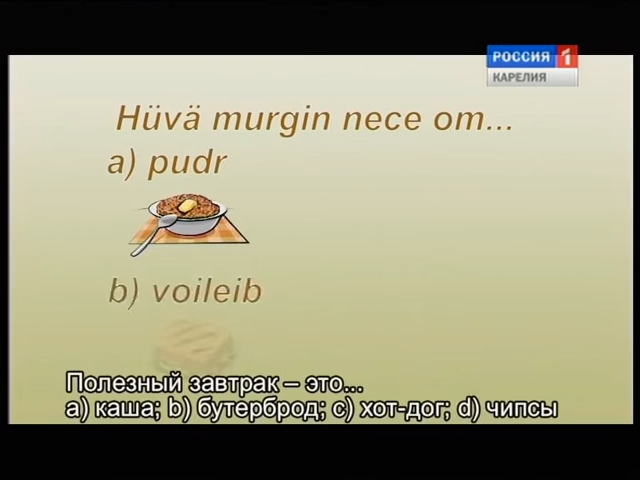 РОССИЯ 1
КАРЕЛИЯ
Hüvä murgin nece om...
a) pudr
b) voileib
Полезный завтрак – это...
a) каша; b) бутерброд; c) хот-дог; d) чипсы